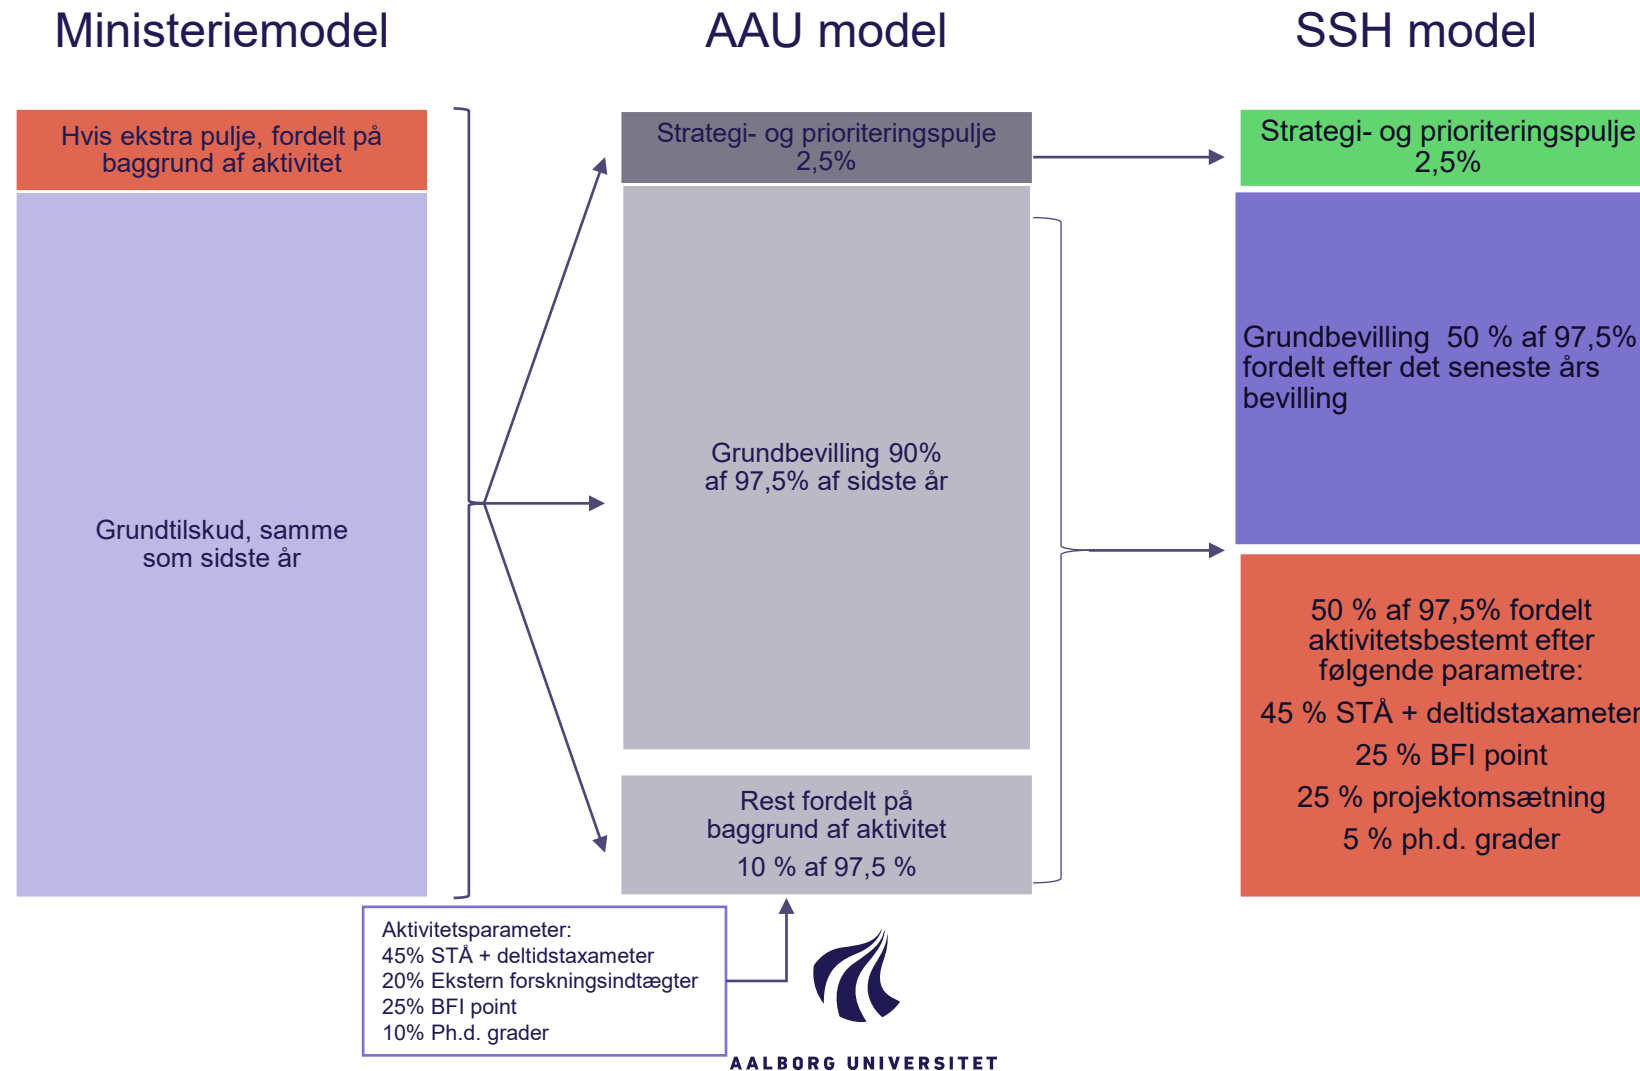 Ministeriemodel
AAU model
SSH model
Hvis ekstra pulje, fordelt på
baggrund af aktivitet
Grundtilskud, samme
som sidste år
Strategi- og prioriteringspulje
2,5%
Grundbevilling 90%
af 97,5% af sidste år
Rest fordelt på
baggrund af aktivitet
10 % af 97,5 %
Aktivitetsparameter:
45% STÅ + deltidstaxameter
20% Ekstern forskningsindtægter
25% BFI point
10% Ph.d. grader
Strategi- og prioriteringspulje
2,5%
Grundbevilling 50 % af 97,5%
fordelt efter det seneste års
bevilling
50 % af 97,5% fordelt
aktivitetsbestemt efter
følgende parametre:
45 % STÅ + deltidstaxameter
25 % BFI point
25 % projektomsætning
5 % ph.d. grader
AALBORG UNIVERSITET